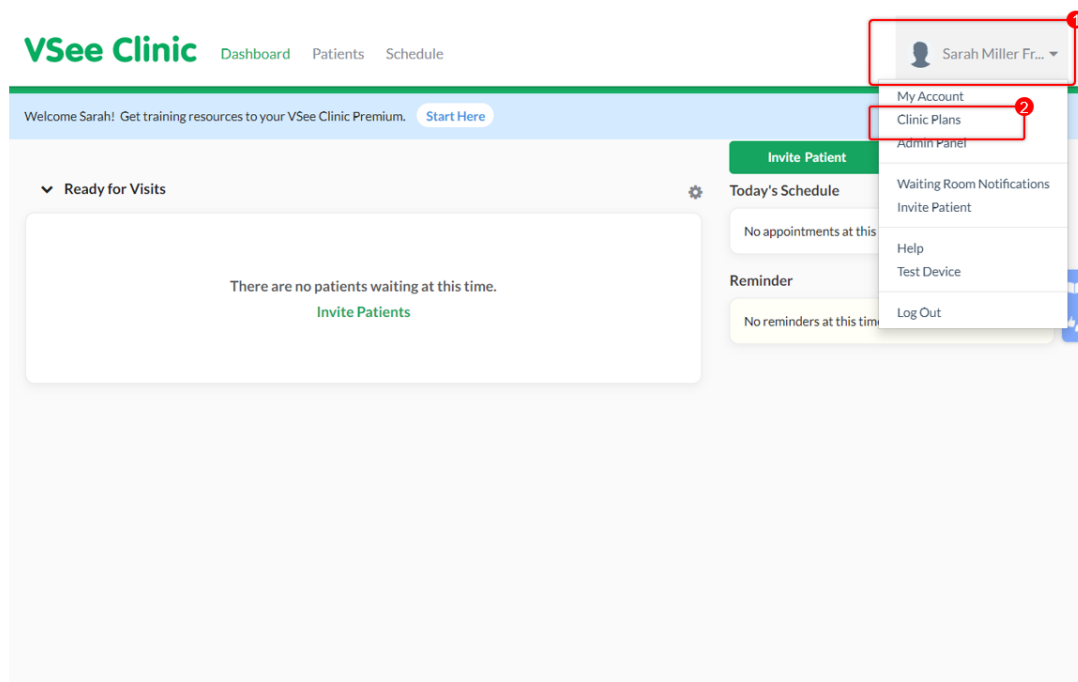 VSee Clinic Dashboard Patients Schedule
Sarah Miller Fr...
1
Welcome Sarah! Get training resources to your VSee Clinic Premium. Start Here
My Account
2
Clinic Plans
Admin Panel
Waiting Room Notifications
Invite Patient
Help
Test Device
Log Out
Invite Patient
Ready for Visits
There are no patients waiting at this time.
Invite Patients
Today's Schedule
No appointments at this
Reminder
No reminders at this